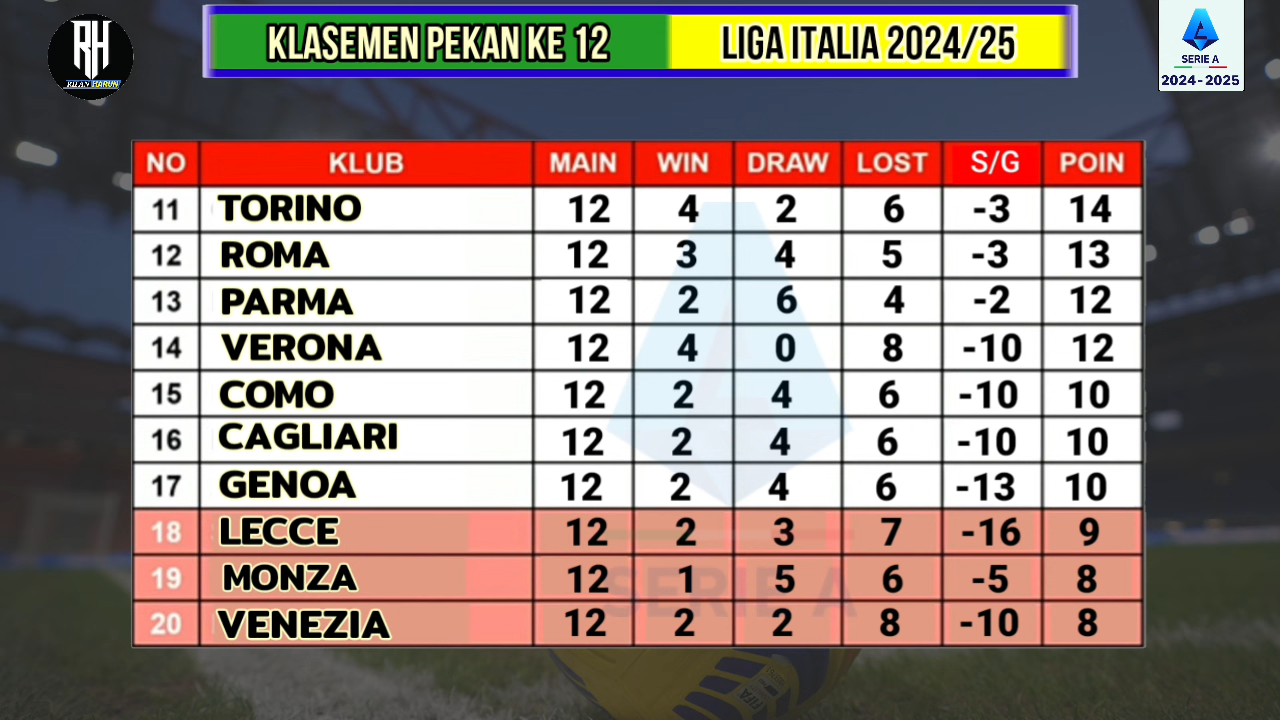 KLASEMEN PEKAN KE 12 LIGA ITALIA 2024/25
RH
KHAN HARUN
SERIE A
2024-2025
NO KLUB MAIN WIN DRAW LOST S/G POIN
11 TORINO 12 4 2 6 -3 14
12 ROMA 12 3 4 5 -3 13
13 PARMA 12 2 6 4 -2 12
14 VERONA 12 4 0 8 -10 12
15 COMO 12 2 4 6 -10 10
16 CAGLIARI 12 2 4 6 -10 10
17 GENOA 12 2 4 6 -13 10
18 LECCE 12 2 3 7 -16 9
19 MONZA 12 1 5 6 -5 8
20 VENEZIA 12 2 2 8 -10 8
SERIE A